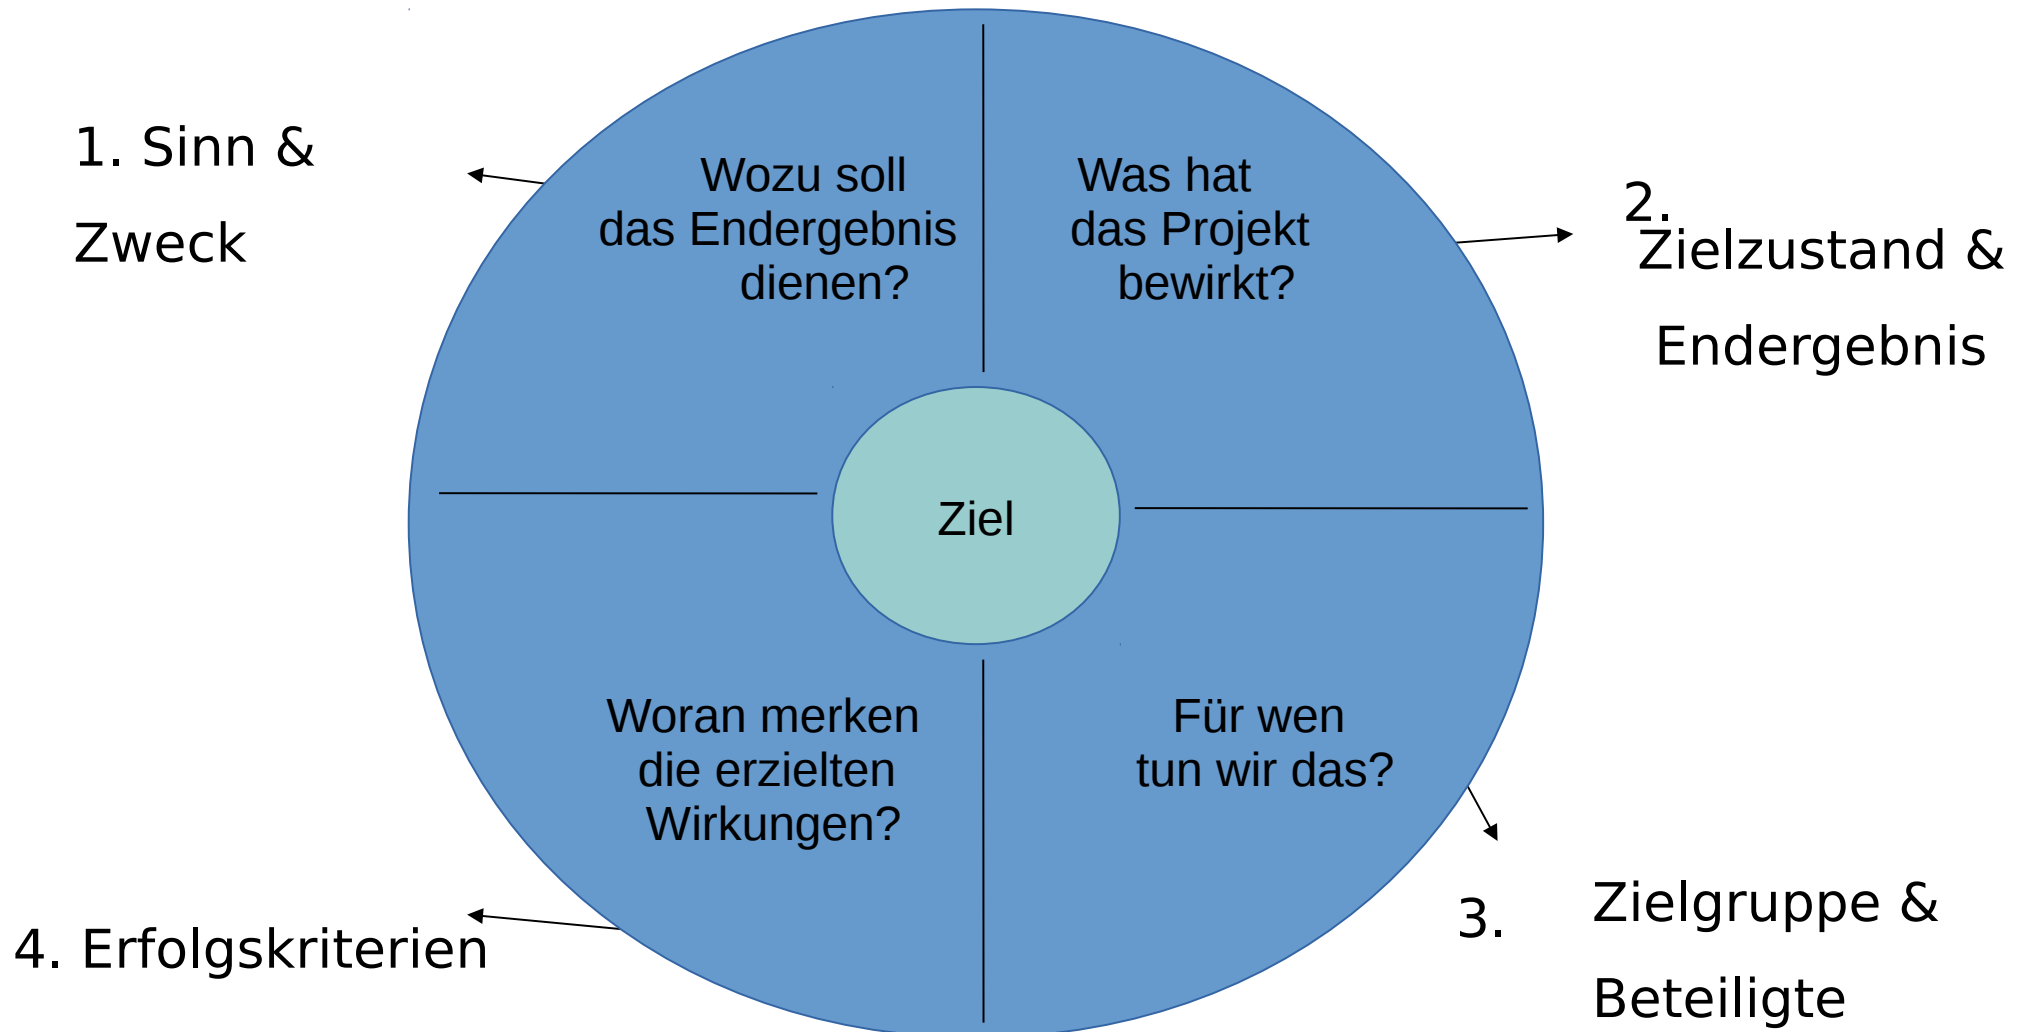 1. Sinn &
Zweck
Wozu soll
das Endergebnis
dienen?
Was hat
das Projekt
bewirkt?
2.
Zielzustand &
Endergebnis
Ziel
Woran merken
die erzielten
Wirkungen?
Für wen
tun wir das?
4. Erfolgskriterien
3.
Zielgruppe &
Beteiligte